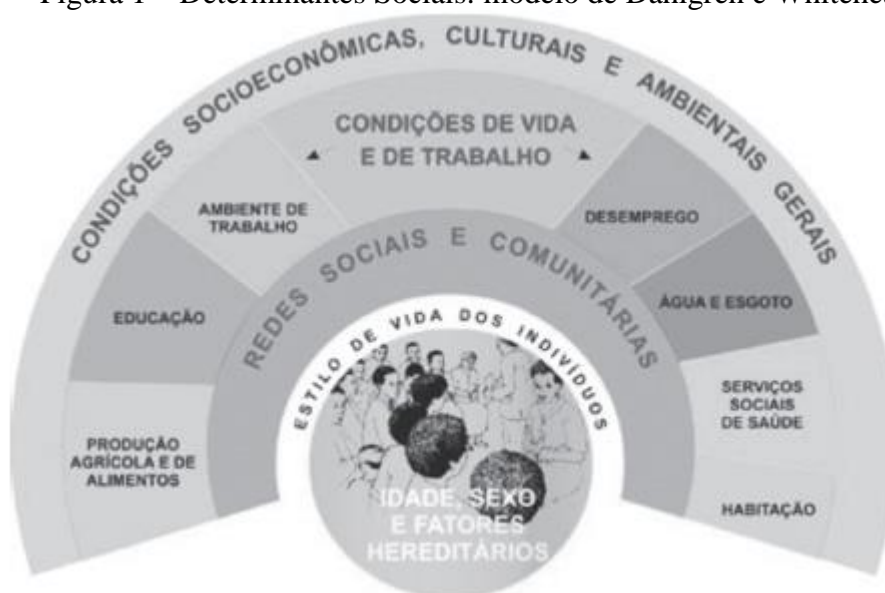 Figura 1 – Determinantes Sociais: modelo de Dahlgren e Whitehead
CONDIÇÕES SOCIOECONÔMICAS, CULTURAIS E AMBIENTAIS GERAIS
CONDIÇÕES DE VIDA
E DE TRABALHO
AMBIENTE DE
TRABALHO
DESEMPREGO
REDES SOCIAIS E COMUNITÁRIAS
EDUCAÇÃO
ÁGUA E ESGOTO
ESTILO DE VIDA DOS INDIVÍDUOS
PRODUÇÃO
AGRÍCOLA E DE
ALIMENTOS
SERVIÇOS
SOCIAIS
DE SAÚDE
HABITAÇÃO
IDADE, SEXO
E FATORES
HEREDITÁRIOS